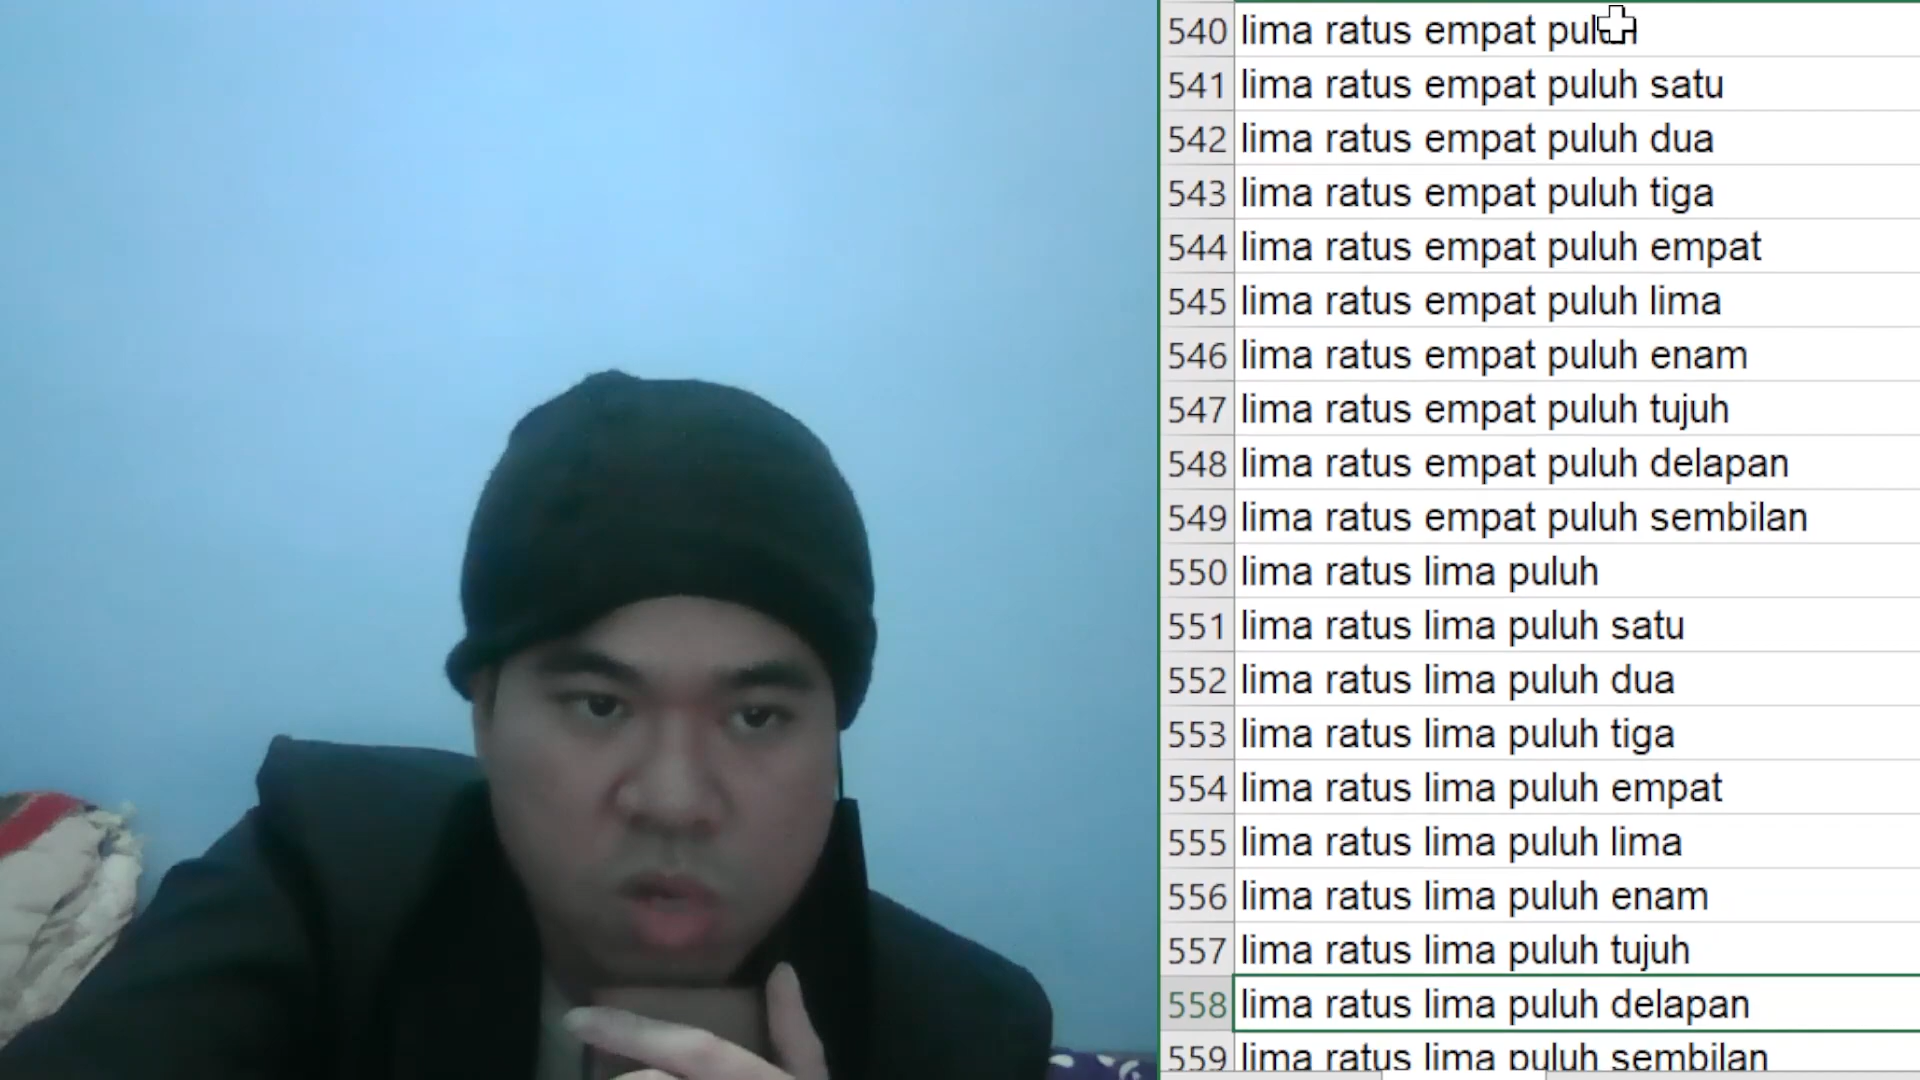 540 lima ratus empat puluh
541 lima ratus empat puluh satu
542 lima ratus empat puluh dua
543 lima ratus empat puluh tiga
544 lima ratus empat puluh empat
545 lima ratus empat puluh lima
546 lima ratus empat puluh enam
547 lima ratus empat puluh tujuh
548 lima ratus empat puluh delapan
549 lima ratus empat puluh sembilan
550 lima ratus lima puluh
551 lima ratus lima puluh satu
552 lima ratus lima puluh dua
553 lima ratus lima puluh tiga
554 lima ratus lima puluh empat
555 lima ratus lima puluh lima
556 lima ratus lima puluh enam
557 lima ratus lima puluh tujuh
558 lima ratus lima puluh delapan
559 lima ratus lima puluh sembilan